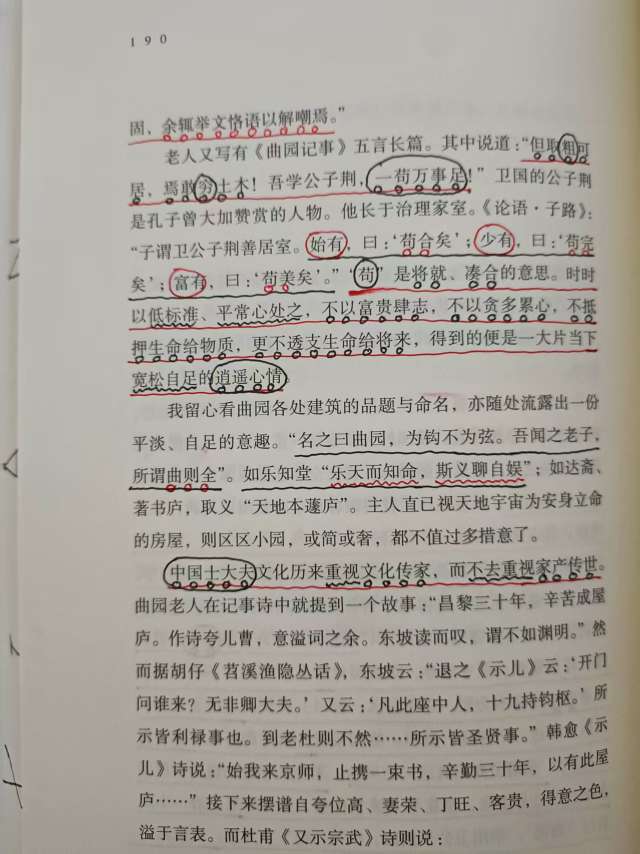 190
固，余辄举文恪语以解嘲焉。”
老人又写有《曲园记事》五言长篇。其中说道：“但取粗可
居，焉敢穷土木！吾学公子荆，一苟万事足！”卫国的公子荆
是孔子曾大加赞赏的人物。他长于治理家室。《论语·子路》：
“子谓卫公子荆善居室。始有，曰：‘苟合矣’；少有，曰：‘苟完
矣’；富有，曰：‘苟美矣’。”“苟”是将就、凑合的意思。时时
以低标准、平常心处之，不以富贵肆志，不以贪多累心，不抵
押生命给物质，更不透支生命给将来，得到的便是一大片当下
宽松自足的逍遥心情。
我留心看曲园各处建筑的品题与命名，亦随处流露出一份
平淡、自足的意趣。“名之曰曲园，为钩不为弦。吾闻之老子，
所谓曲则全”。如乐知堂“乐天而知命，斯义聊自娱”；如达斋、
著书庐，取义“天地本蘧庐”。主人直已视天地宇宙为安身立命
的房屋，则区区小园，或简或奢，都不值过多措意了。
中国士大夫文化历来重视文化传家，而不去重视家产传世。
曲园老人在记事诗中就提到一个故事：“昌黎三十年，辛苦成屋
庐。作诗夸儿曹，意溢词之余。东坡读而叹，谓不如渊明。”然
而据胡仔《苕溪渔隐丛话》，东坡云：“退之《示儿》云：‘开门
问谁来？无非卿大夫。’又云：‘凡此座中人，十九持钧枢。’所
示皆利禄事也。到老杜则不然……所示皆圣贤事。”韩愈《示
儿》诗说：“始我来京师，止携一束书，辛勤三十年，以有此屋
庐……”接下来摆谱自夸位高、妻荣、丁旺、客贵，得意之色，
溢于言表。而杜甫《又示宗武》诗则说：